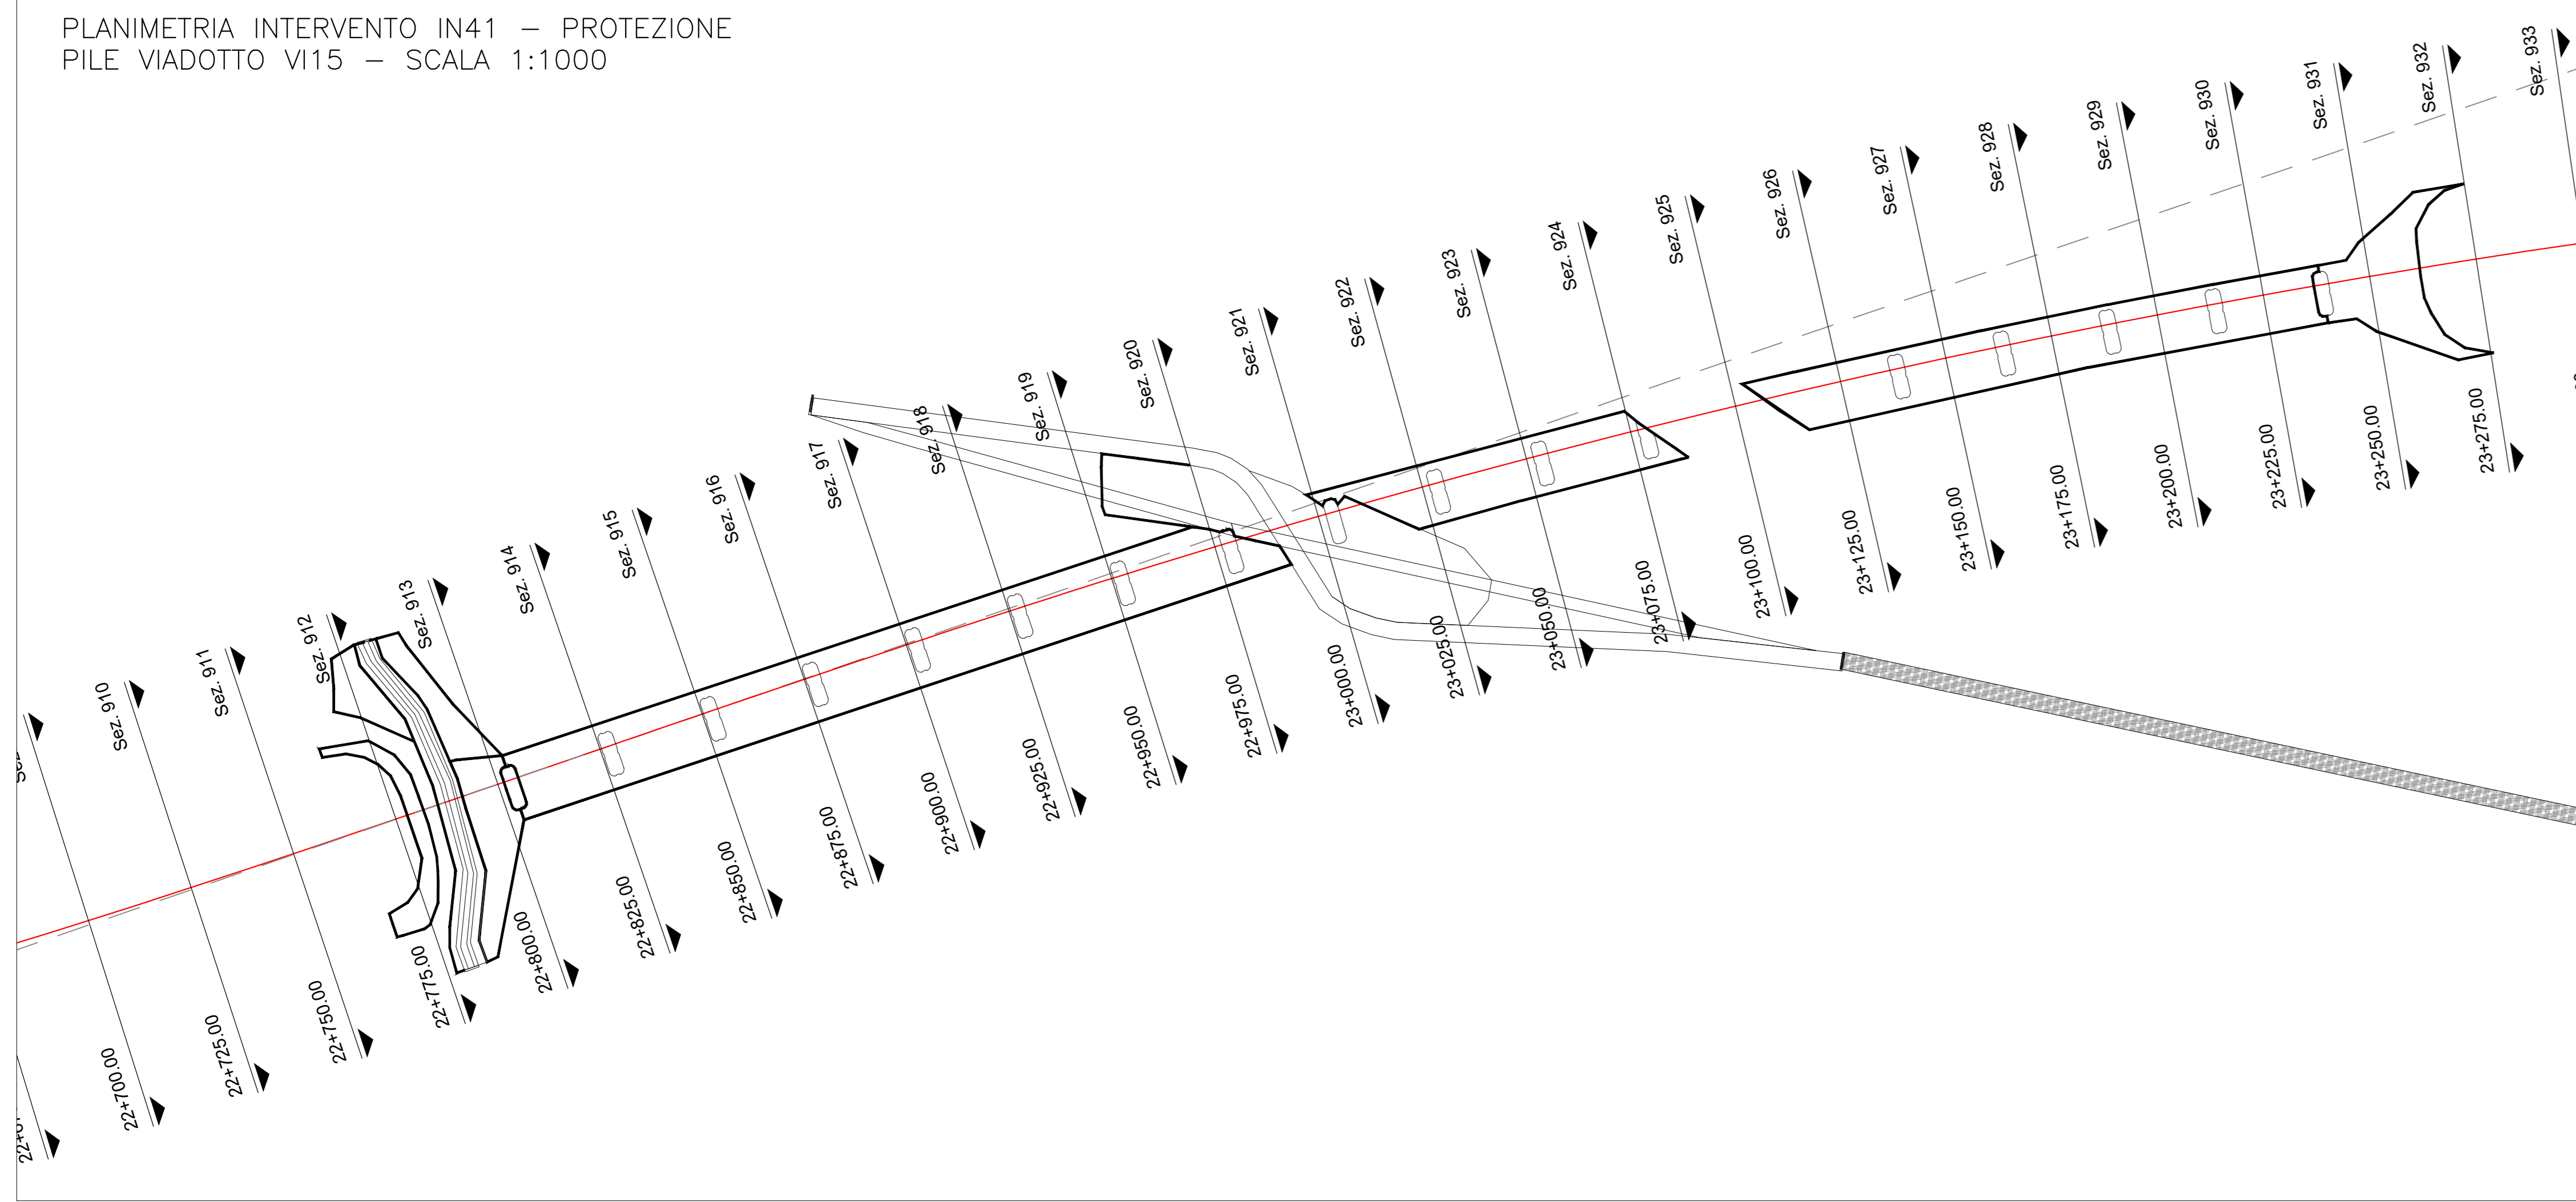 PLANIMETRIA INTERVENTO IN41 – PROTEZIONE
PILE VIADOTTO VI15 – SCALA 1:1000
Sez. 910
Sez. 911
Sez. 912
Sez. 913
Sez. 914
Sez. 915
Sez. 916
Sez. 917
Sez. 918
Sez. 919
Sez. 920
Sez. 921
Sez. 922
Sez. 923
Sez. 924
Sez. 925
Sez. 926
Sez. 927
Sez. 928
Sez. 929
Sez. 930
Sez. 931
Sez. 932
Sez. 933
22+700.00
22+725.00
22+750.00
22+775.00
22+800.00
22+825.00
22+850.00
22+875.00
22+900.00
22+925.00
22+950.00
22+975.00
23+000.00
23+025.00
23+050.00
23+075.00
23+100.00
23+125.00
23+150.00
23+175.00
23+200.00
23+225.00
23+250.00
23+275.00